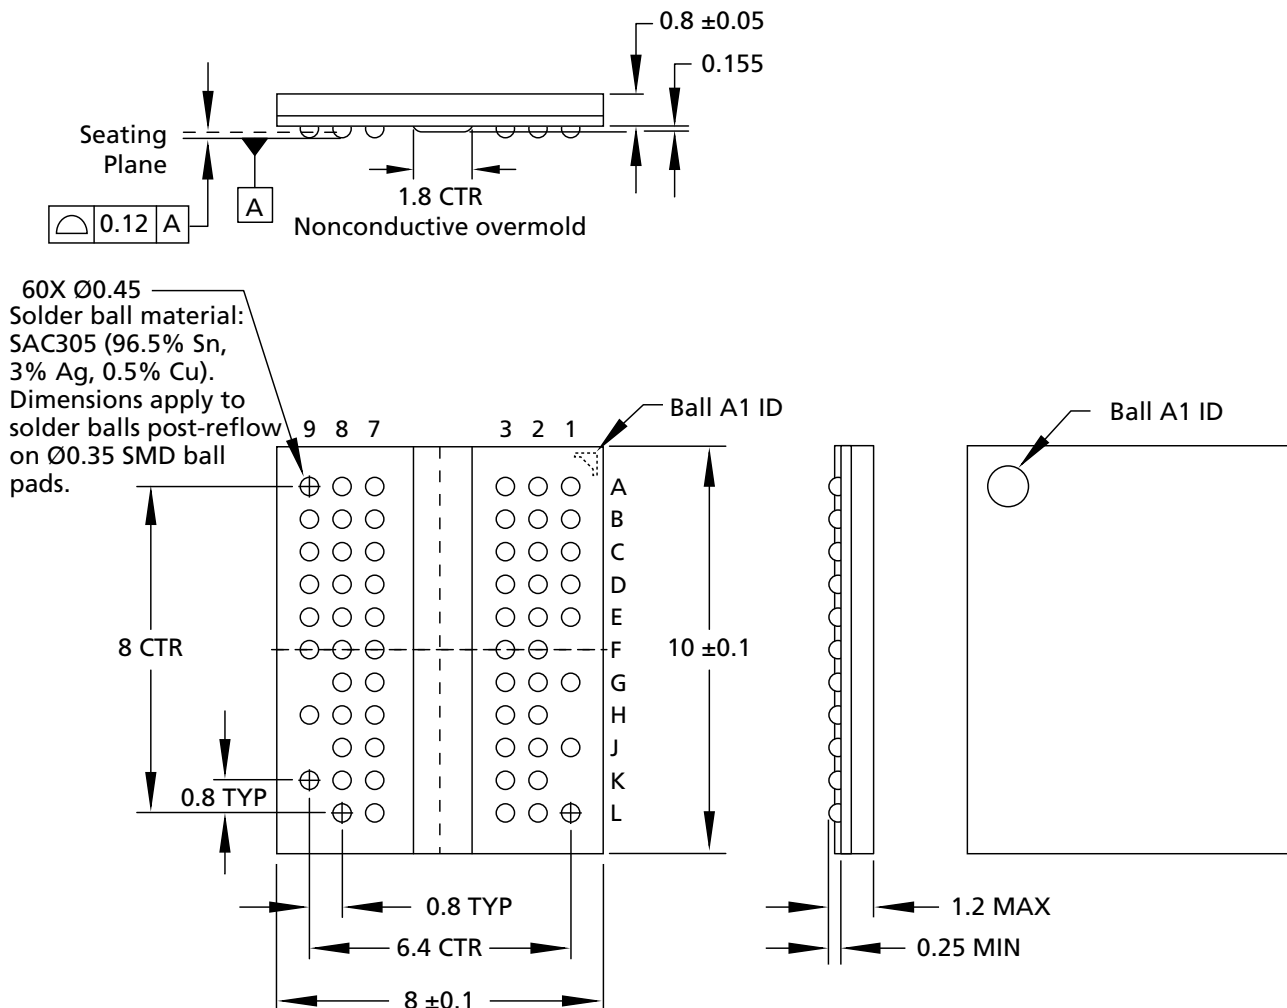 0.8 ±0.05
0.155
Seating
Plane
A
0.12 A
1.8 CTR
Nonconductive overmold
60X Ø0.45
Solder ball material:
SAC305 (96.5% Sn,
3% Ag, 0.5% Cu).
Dimensions apply to
solder balls post-reflow
on Ø0.35 SMD ball
pads.
Ball A1 ID
Ball A1 ID
9 8 7 3 2 1
A
B
C
D
E
F
G
H
J
K
L
8 CTR
10 ±0.1
0.8 TYP
0.8 TYP
1.2 MAX
6.4 CTR
0.25 MIN
8 ±0.1